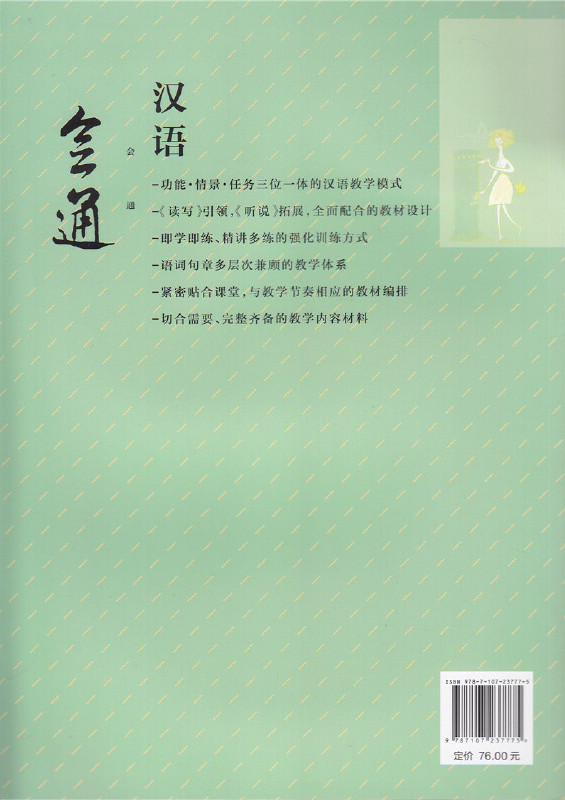 汉语
会通
会通
–功能·情景·任务三位一体的汉语教学模式
–《读写》引领,《听说》拓展,全面配合的教材设计
–即学即练、精讲多练的强化训练方式
–语词句章多层次兼顾的教学体系
–紧密贴合课堂,与教学节奏相应的教材编排
–切合需要、完整齐备的教学内容材料
ISBN 978-7-107-23777-5
9 787107 237775
定价 76.00 元